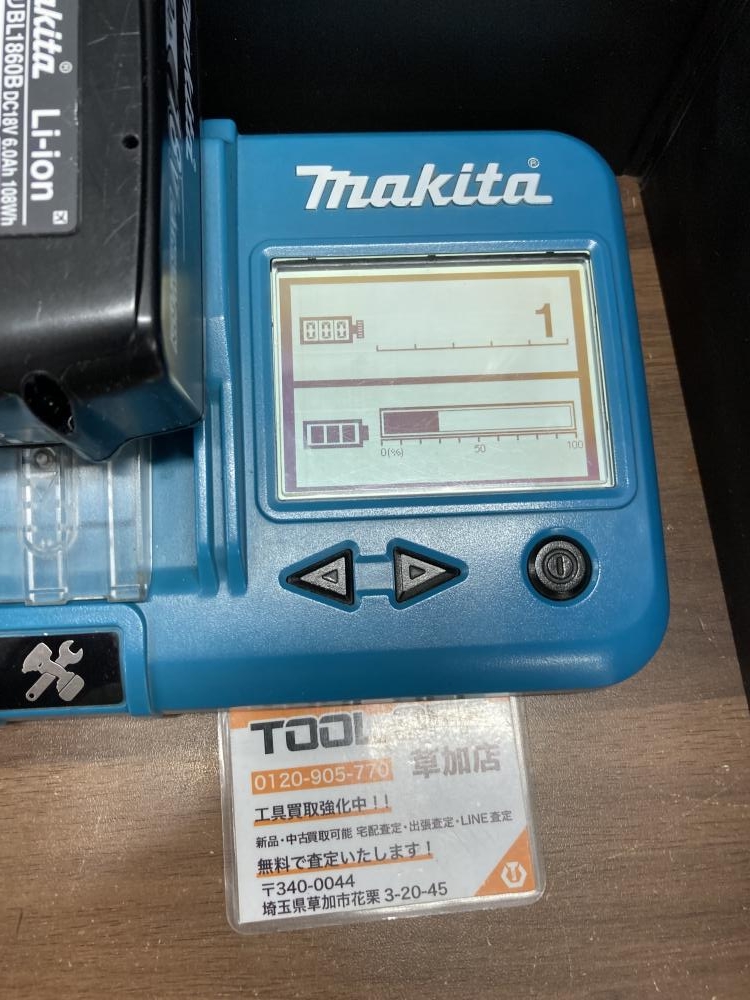 makita®
BL1860B DC18V 6.0Ah 108Wh
Li-ion
makita®
000
1
0(%) 50 100
TOOL
0120-905-770 草加店
工具買取強化中!!
新品・中古買取可能 宅配査定・出張査定・LINE査定
無料で査定いたします!
〒340-0044
埼玉県草加市花栗 3-20-45